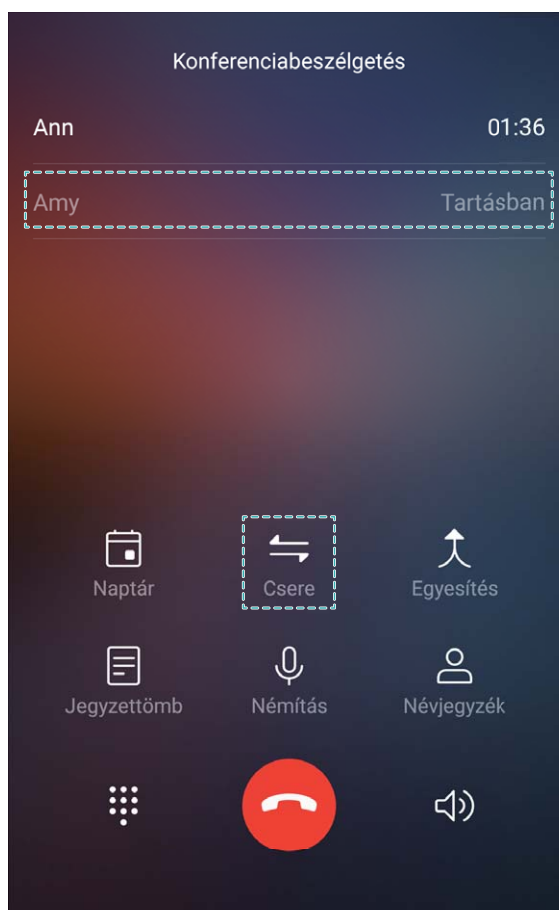 Konferenciabeszélgetés
Ann 01:36
Amy Tartásban
Naptár Csere Egyesítés
Jegyzettömb Némítás Névjegyzék